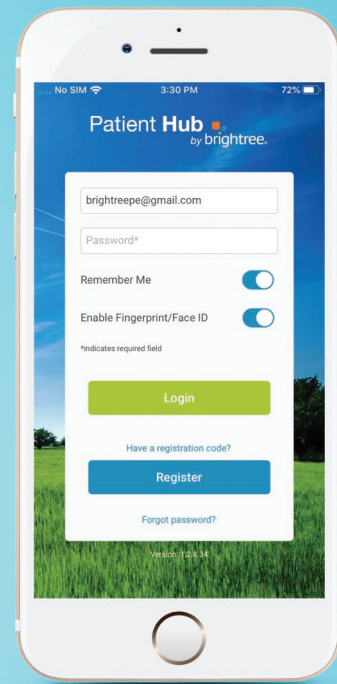 .... No SIM 3:30 PM 72%
Patient Hub
by brightree.
brightreepe@gmail.com
Password*
Remember Me
Enable Fingerprint/Face ID
*indicates required field
Login
Have a registration code?
Register
Forgot password?
Version: 1.2.8.34